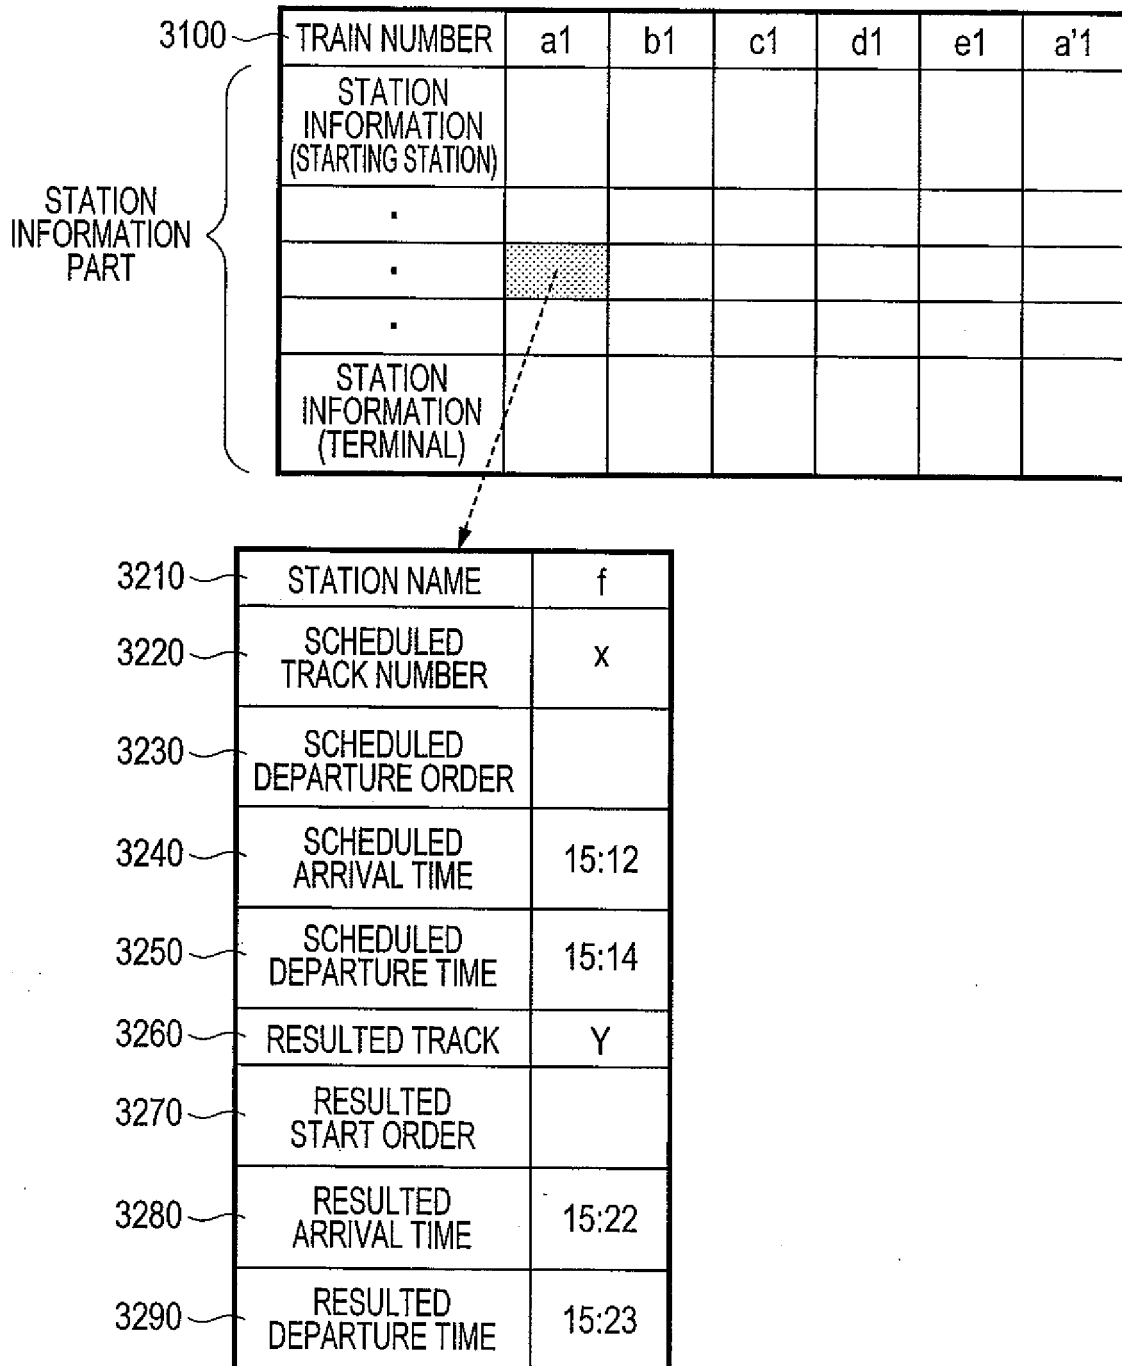 3100 TRAIN NUMBER a1 b1 c1 d1 e1 a'1
STATION
INFORMATION
(STARTING STATION)
STATION
INFORMATION
PART
.
.
.
STATION
INFORMATION
(TERMINAL)
3210 STATION NAME f
3220 SCHEDULED
TRACK NUMBER x
3230 SCHEDULED
DEPARTURE ORDER
3240 SCHEDULED
ARRIVAL TIME 15:12
3250 SCHEDULED
DEPARTURE TIME 15:14
3260 RESULTED TRACK Y
3270 RESULTED
START ORDER
3280 RESULTED
ARRIVAL TIME 15:22
3290 RESULTED
DEPARTURE TIME 15:23